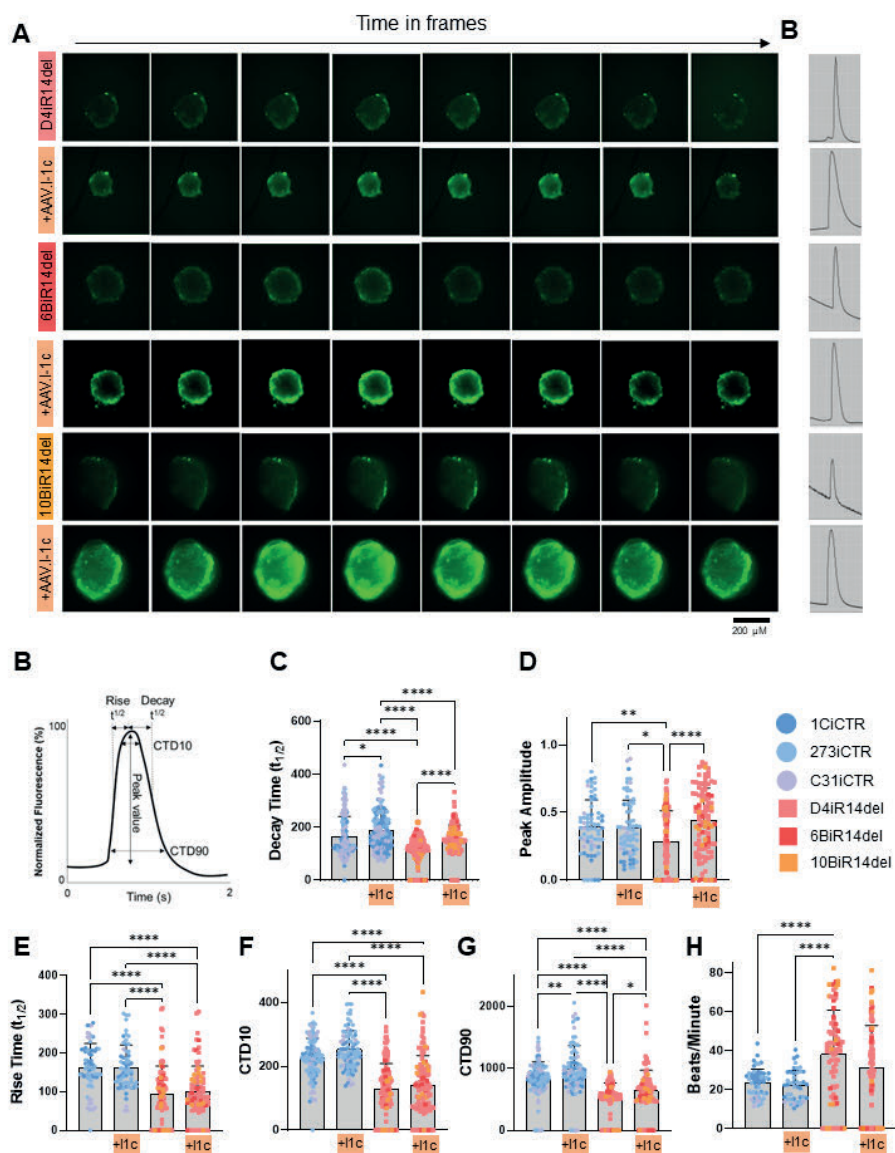 Time in frames
A
B
D4iR14del
+AAV.I-1c
6BiR14del
+AAV.I-1c
10BiR14del
+AAV.I-1c
200 µM
B
Rise
t1/2
Decay
t1/2
100
CTD10
Peak value
CTD90
Normalized Fluorescence (%)
0
0
2
Time (s)
C
****
****
****
*
****
600
400
200
0
Decay Time (t1/2)
+I1c
+I1c
D
**
*
****
1.0
0.5
0.0
Peak Amplitude
+I1c
+I1c
1CiCTR
273iCTR
C31iCTR
D4iR14del
6BiR14del
10BiR14del
E
****
****
****
****
400
300
200
100
0
Rise Time (t1/2)
+I1c
+I1c
F
****
****
****
****
400
200
0
CTD10
+I1c
+I1c
G
****
****
****
**
****
*
2000
1000
0
CTD90
+I1c
+I1c
H
****
****
80
60
40
20
0
Beats/Minute
+I1c
+I1c